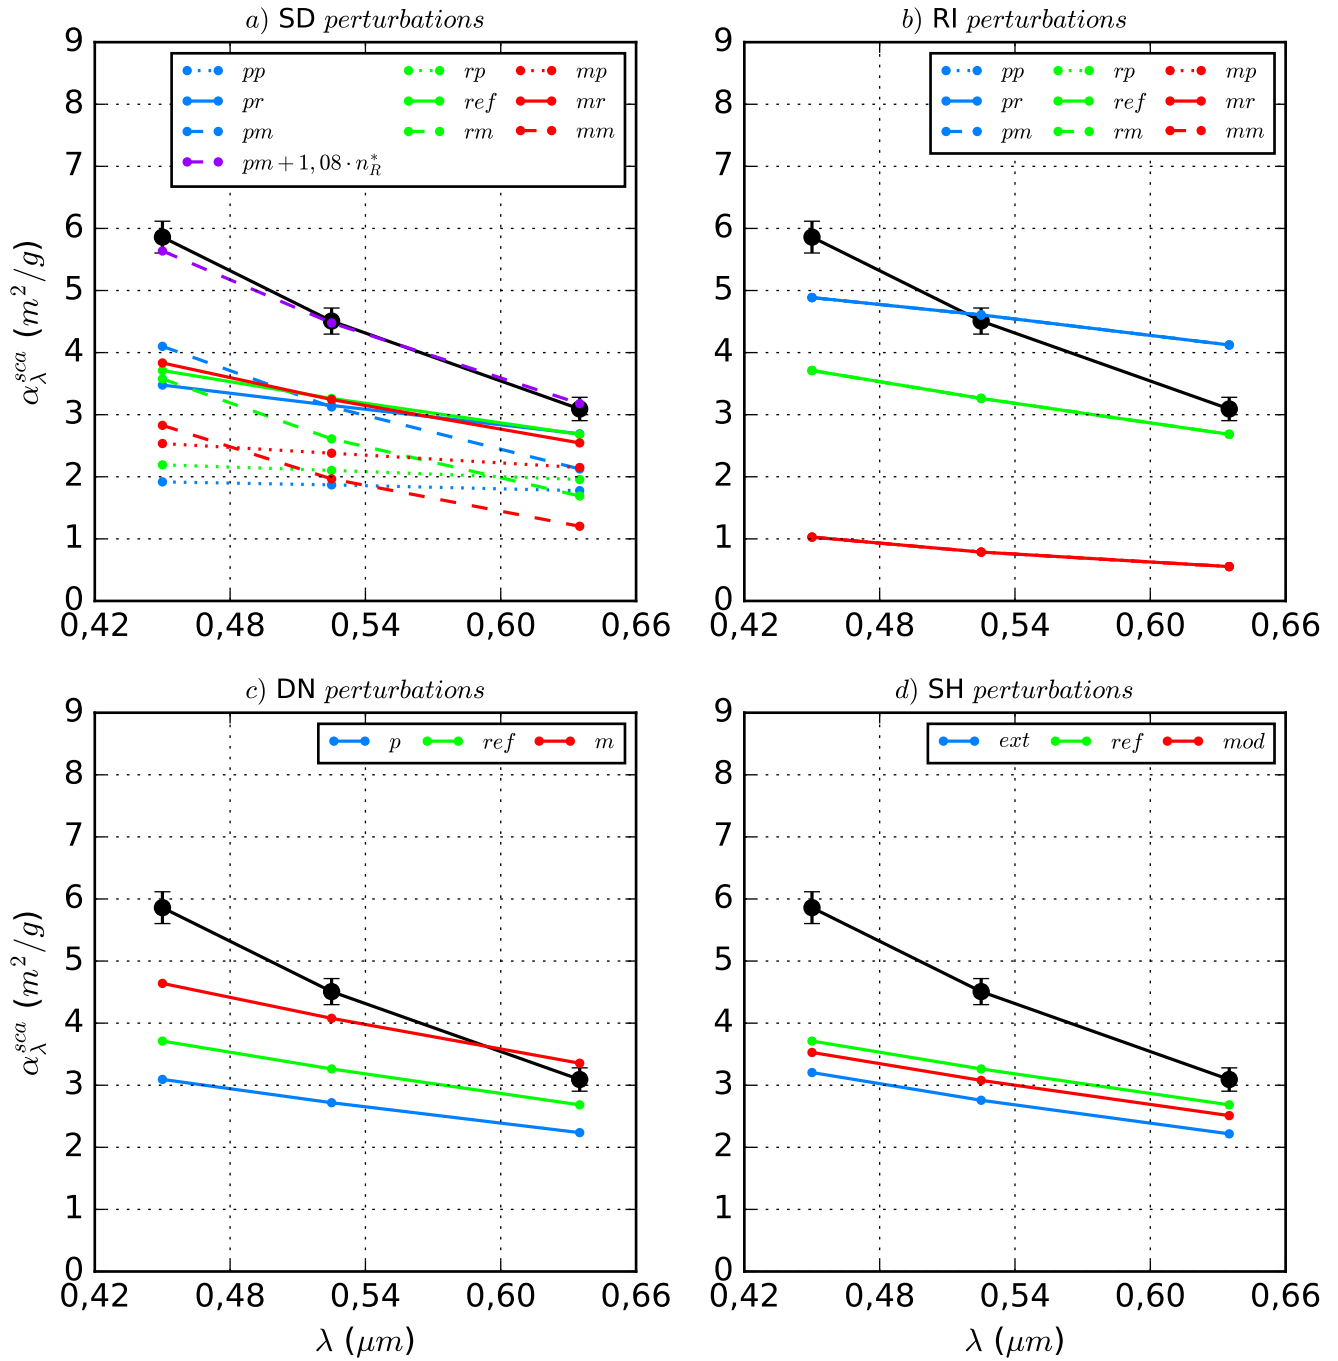 a) SD perturbations
b) RI perturbations
9
8
7
6
5
4
3
2
1
0
pp
rp
mp
pr
ref
mr
pm
rm
mm
pm + 1, 08 · n*R
αλsca (m2/g)
0,42 0,48 0,54 0,60 0,66
9
8
7
6
5
4
3
2
1
0
pp
rp
mp
pr
ref
mr
pm
rm
mm
0,42 0,48 0,54 0,60 0,66
c) DN perturbations
d) SH perturbations
9
8
7
6
5
4
3
2
1
0
p ref m
αλsca (m2/g)
0,42 0,48 0,54 0,60 0,66
λ (μm)
9
8
7
6
5
4
3
2
1
0
ext ref mod
0,42 0,48 0,54 0,60 0,66
λ (μm)